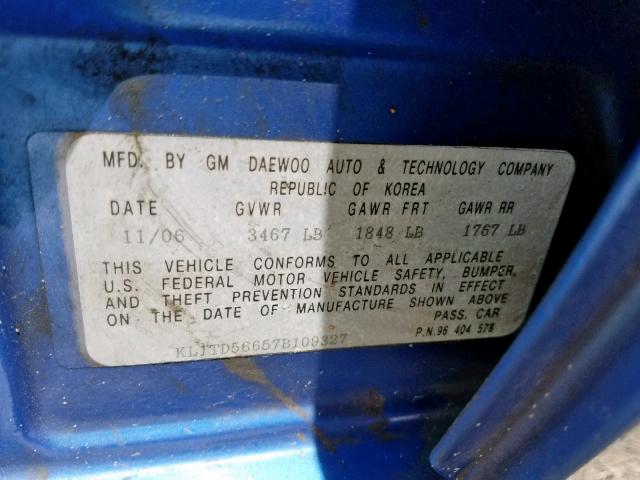 MFD. BY GM DAEWOO AUTO & TECHNOLOGY COMPANY
REPUBLIC OF KOREA
DATE GVWR GAWR FRT GAWR RR
11/06 3467 LB 1848 LB 1767 LB
THIS VEHICLE CONFORMS TO ALL APPLICABLE
U.S. FEDERAL MOTOR VEHICLE SAFETY, BUMPER,
AND THEFT PREVENTION STANDARDS IN EFFECT
ON THE DATE OF MANUFACTURE SHOWN ABOVE
PASS. CAR
KL1TD56657B109327 P.N.96 404 578